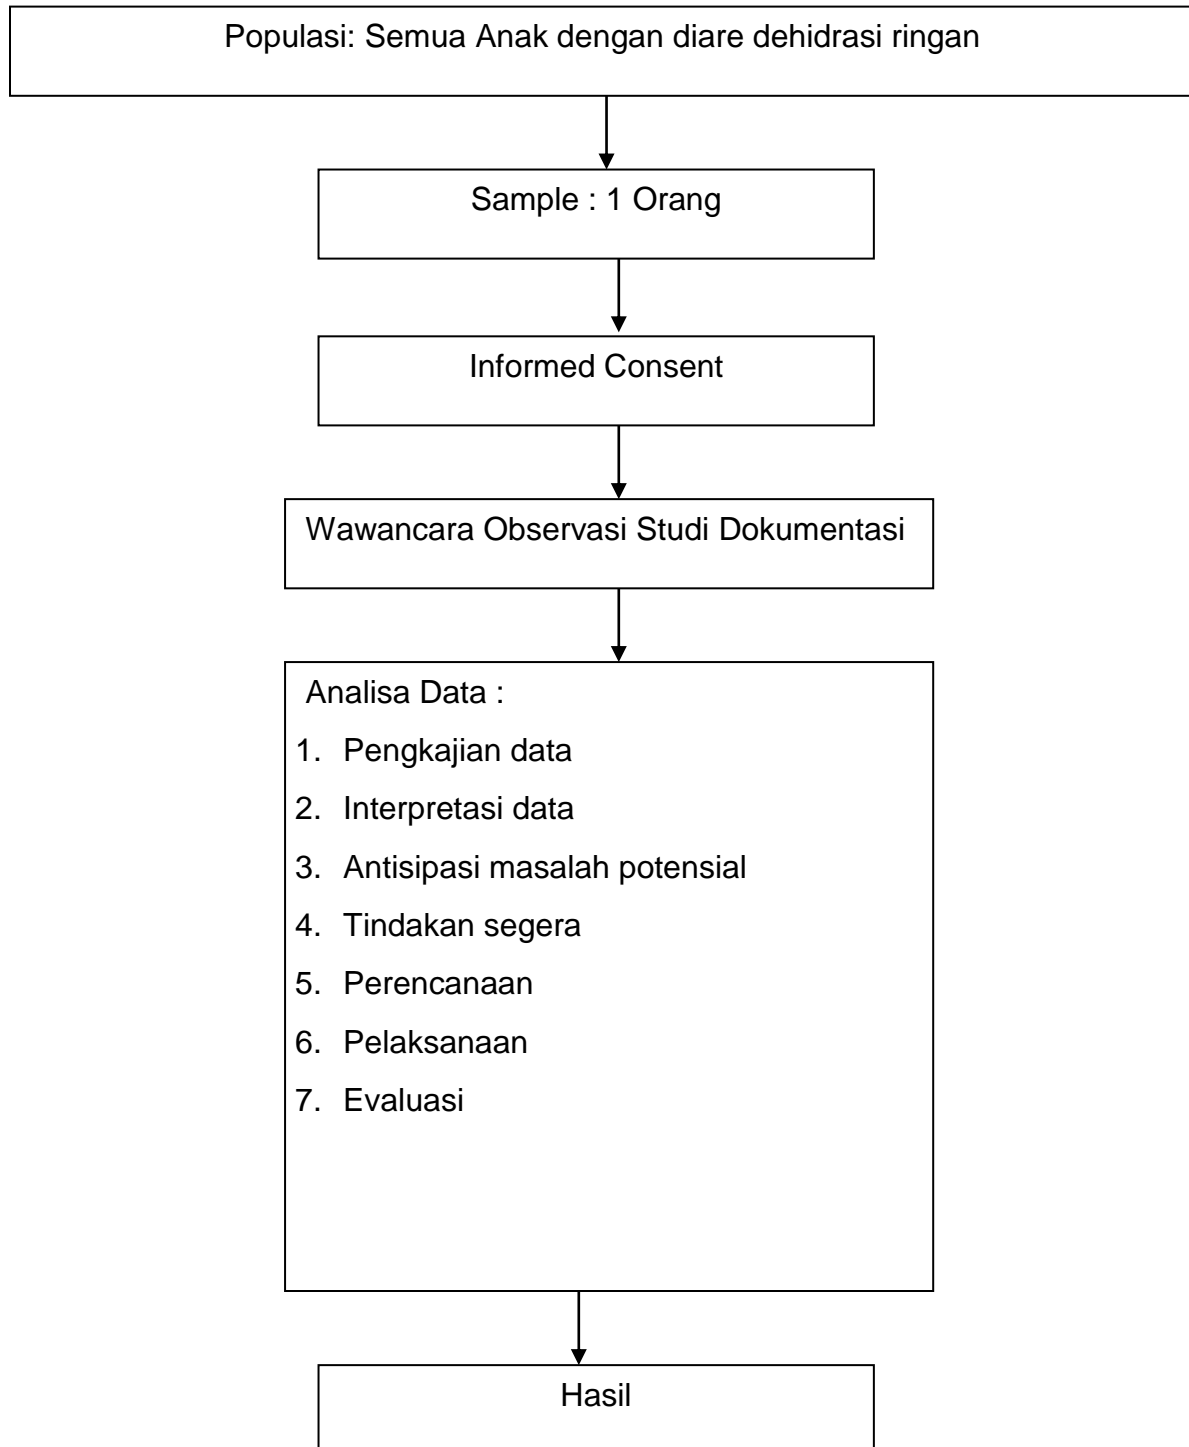 Populasi: Semua Anak dengan diare dehidrasi ringan
Sample : 1 Orang
Informed Consent
Wawancara Observasi Studi Dokumentasi
Analisa Data :
1. Pengkajian data
2. Interpretasi data
3. Antisipasi masalah potensial
4. Tindakan segera
5. Perencanaan
6. Pelaksanaan
7. Evaluasi
Hasil